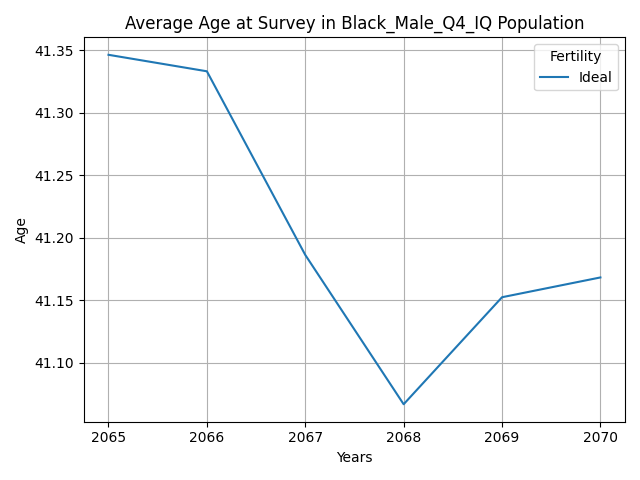 Average Age at Survey in Black_Male_Q4_IQ Population
Fertility
Ideal
41.35
41.30
41.25
41.20
41.15
41.10
Age
2065 2066 2067 2068 2069 2070
Years